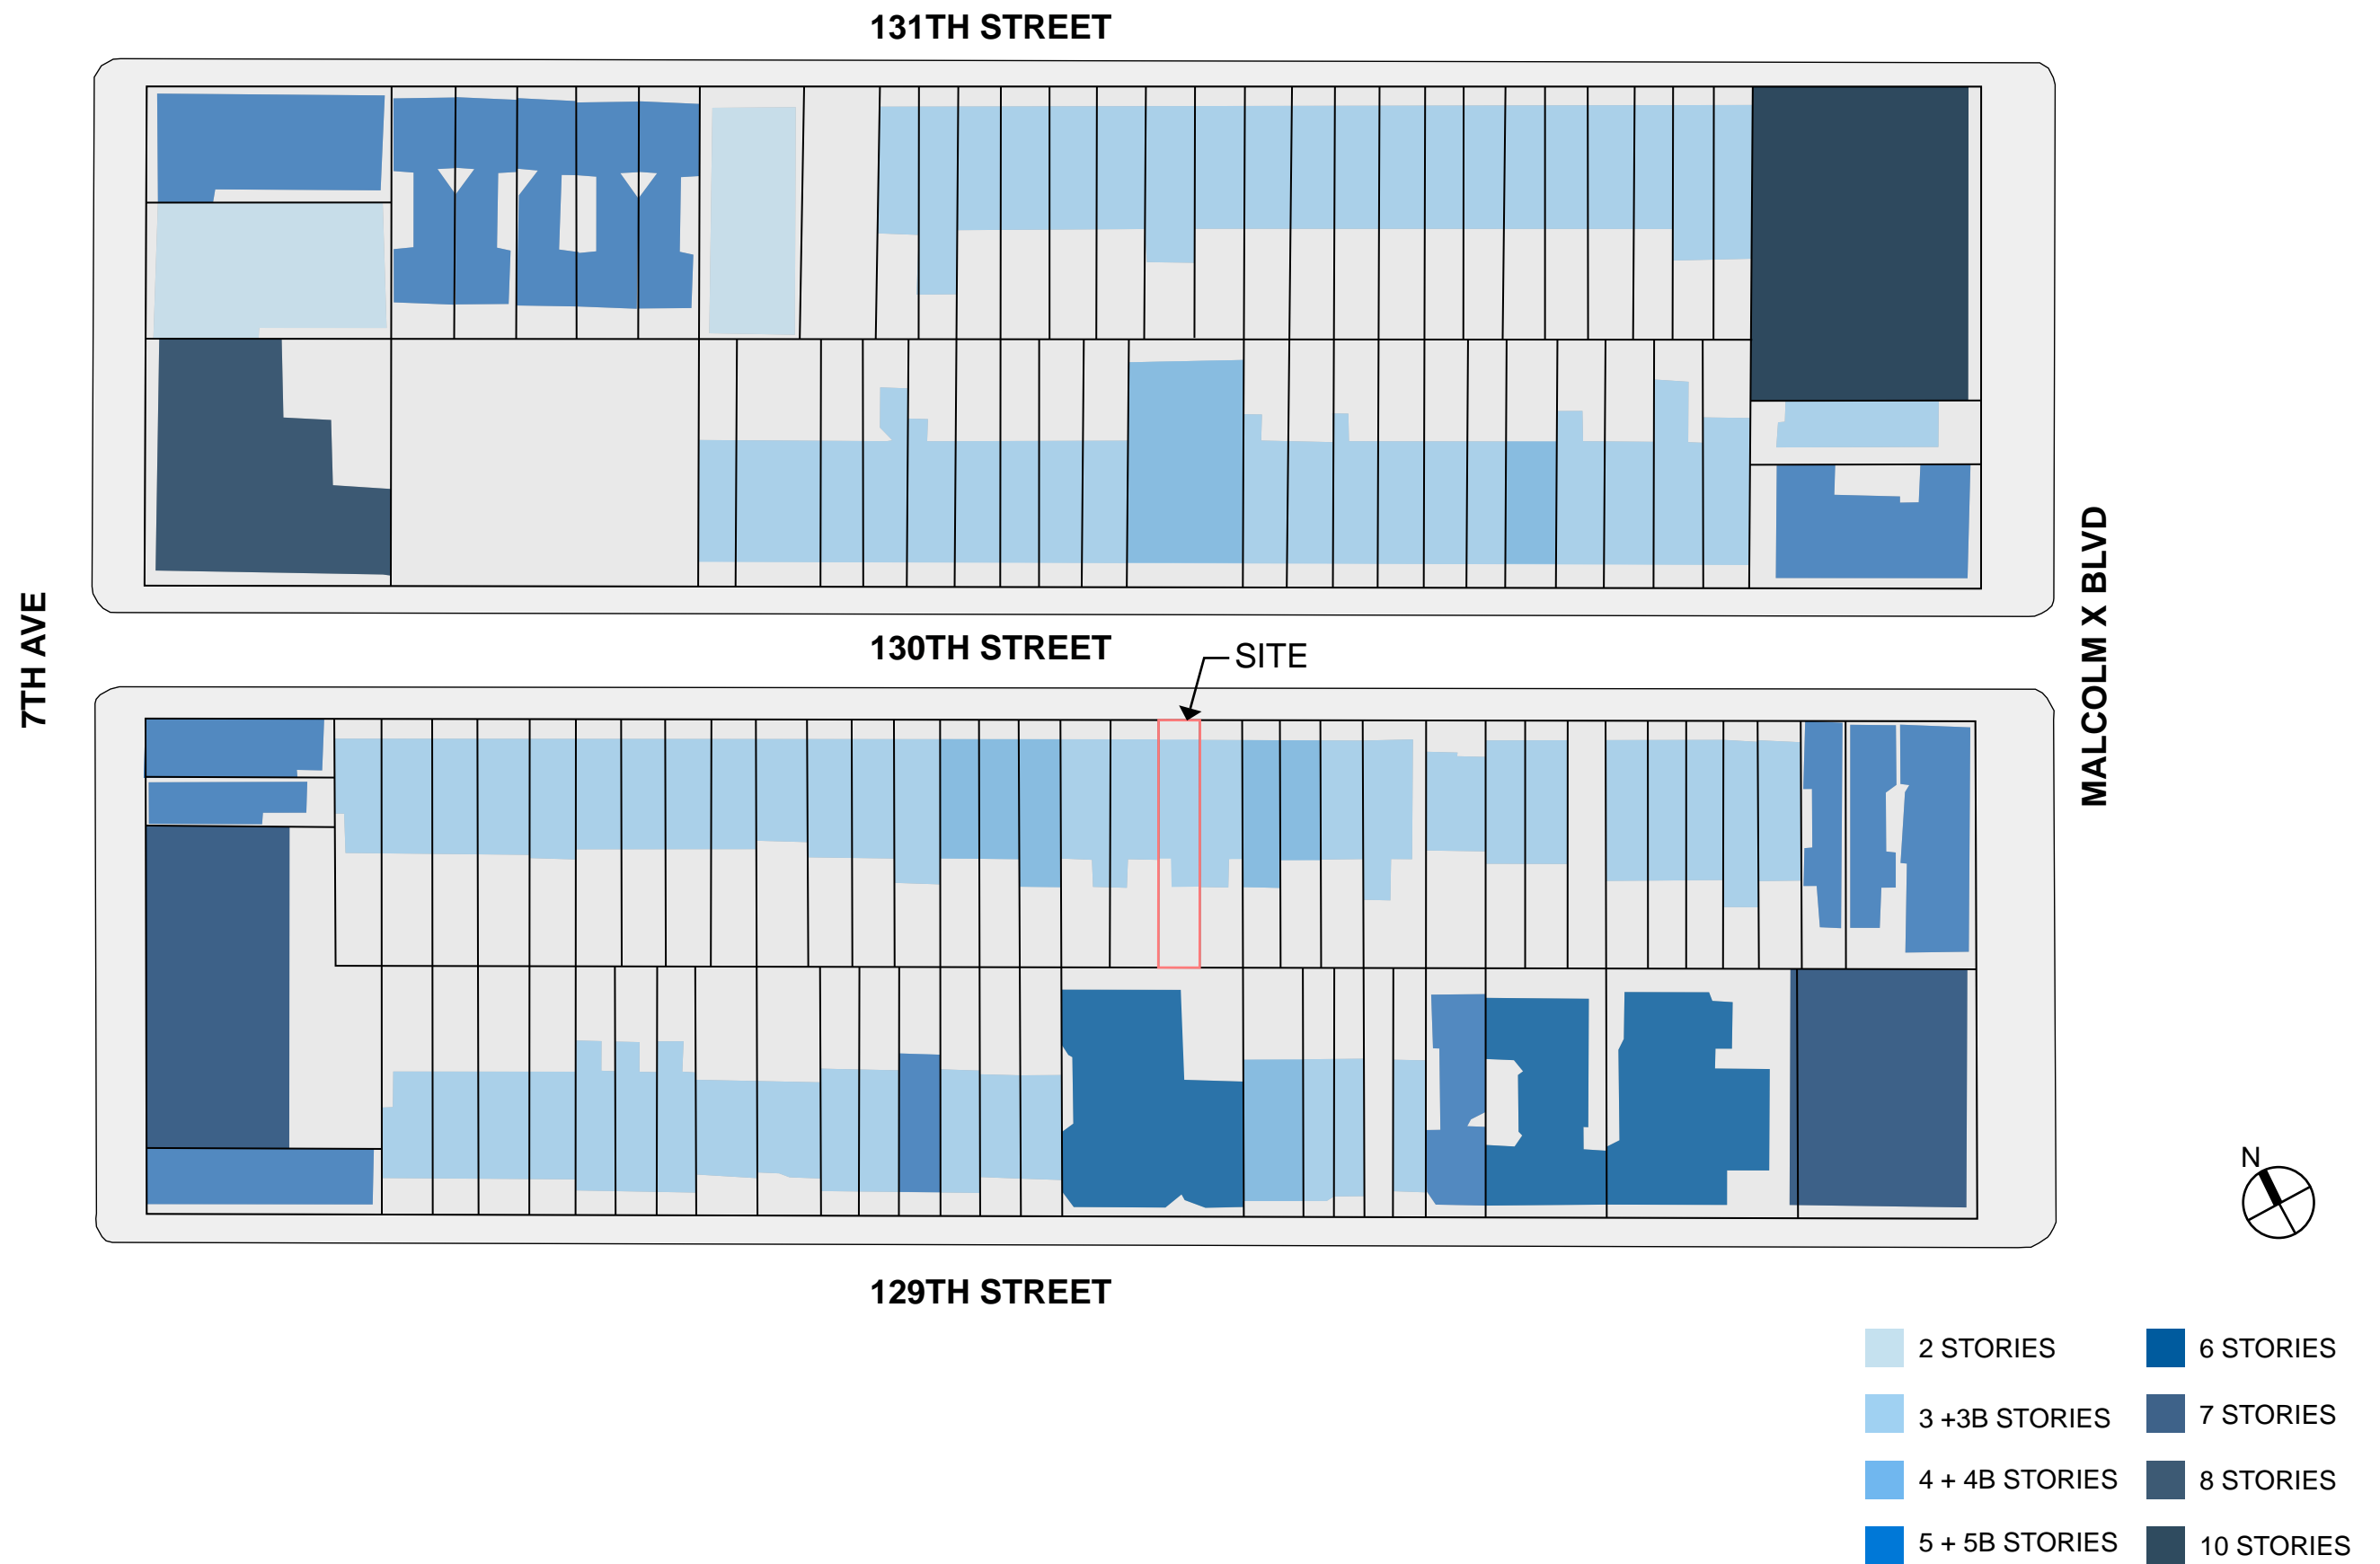 131TH STREET
7TH AVE
130TH STREET
SITE
MALCOLM X BLVD
N
129TH STREET
2 STORIES
3 +3B STORIES
4 + 4B STORIES
5 + 5B STORIES
6 STORIES
7 STORIES
8 STORIES
10 STORIES